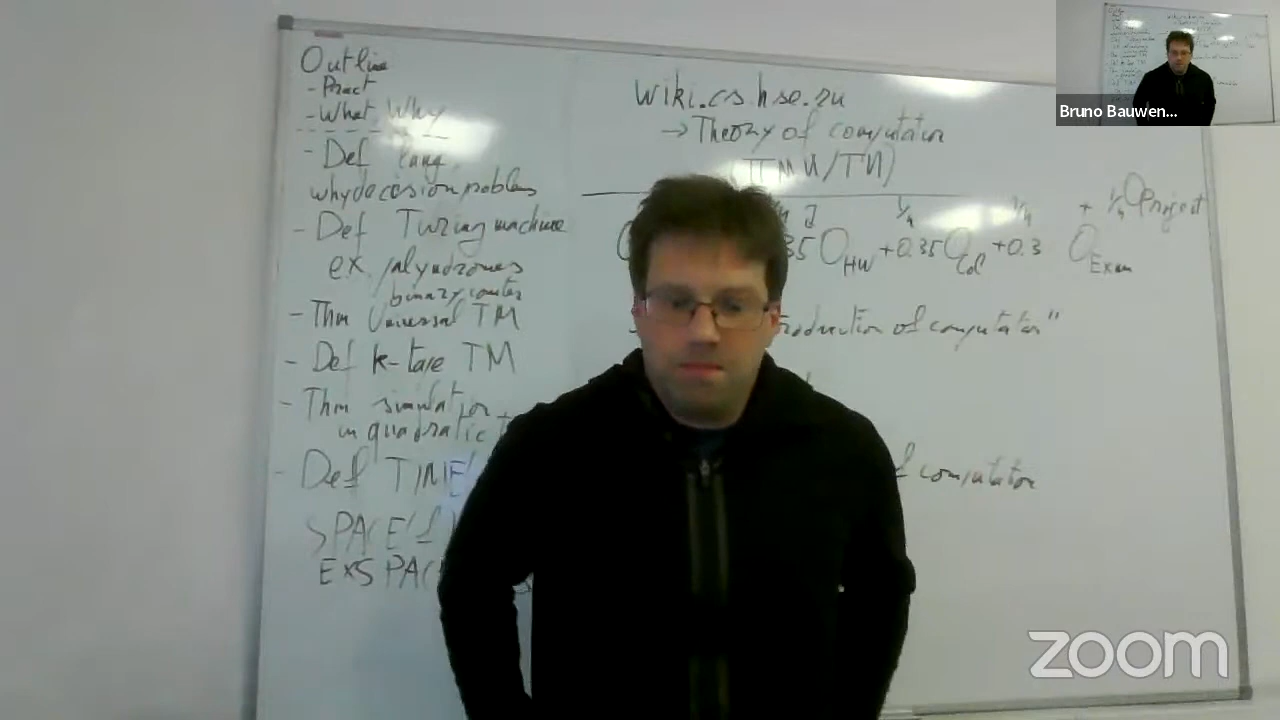 Outline
- Pract
- What, Why
- Def lang.
why decision problems
- Def Turing machine
ex. palyndromes
binary counter
- Thm Universal TM
- Def k-tape TM
- Thm simulation
in quadratic
- Def TIME(
SPACE(f)
EXSPAC
wiki.cs.hse.ru
→ Theory of computation
1/4 1/4 + 1/4 O Project
35 O HW + 0.35 O Col + 0.3 O Exam
troduction of computation"
of computation
Bruno Bauwen...
zoom